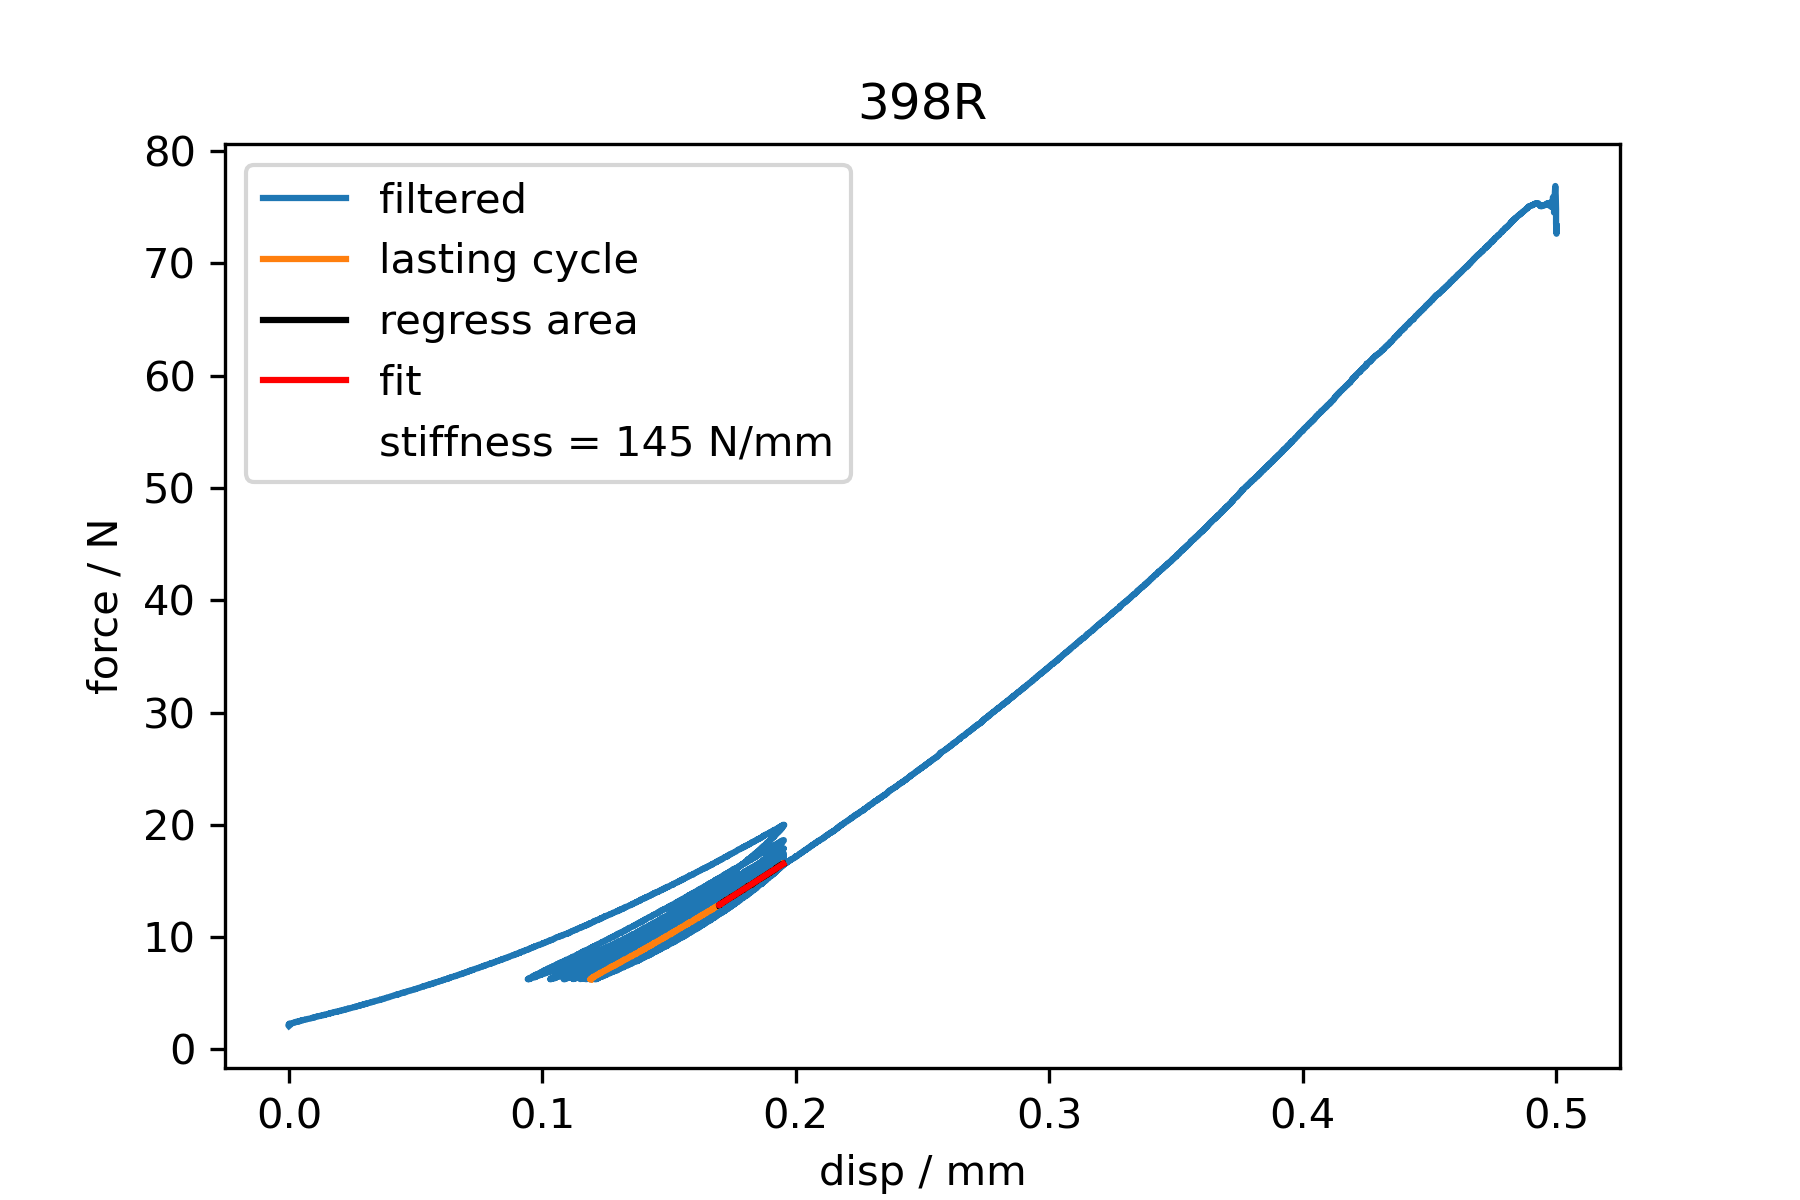 398R
80
70
60
50
40
30
20
10
0
force / N
filtered
lasting cycle
regress area
fit
stiffness = 145 N/mm
0.0 0.1 0.2 0.3 0.4 0.5
disp / mm